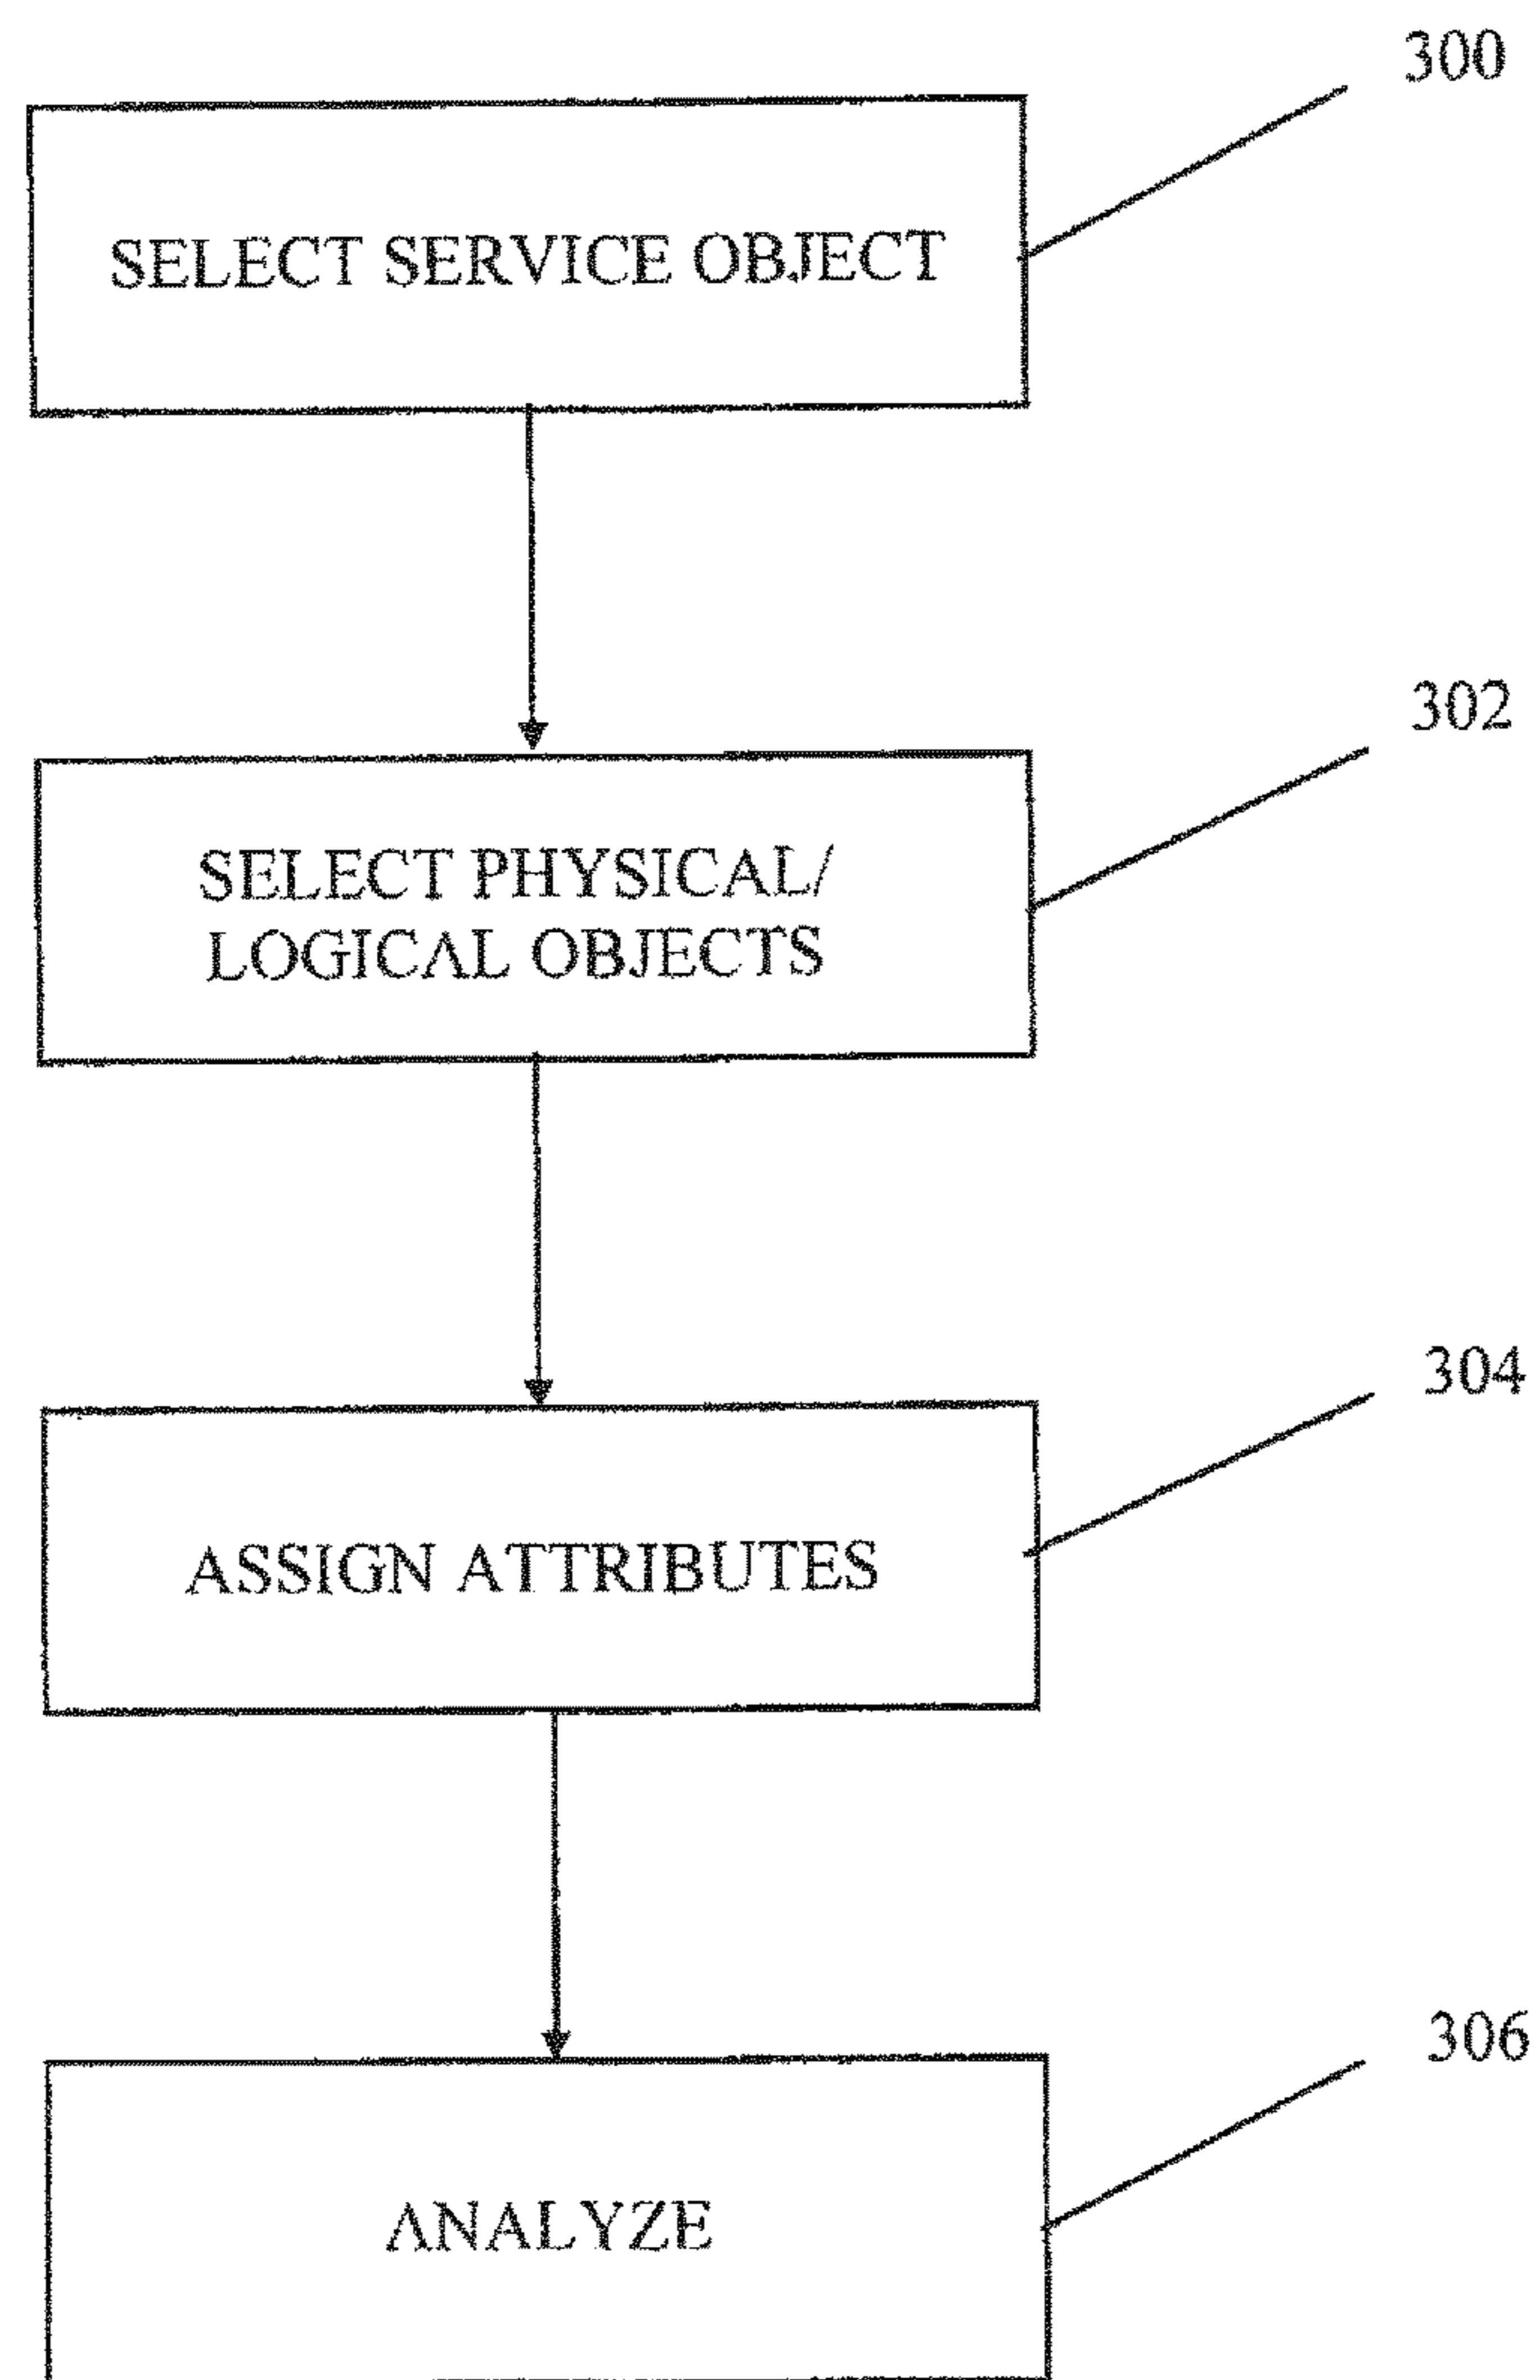 300
SELECT SERVICE OBJECT
302
SELECT PHYSICAL/
LOGICAL OBJECTS
304
ASSIGN ATTRIBUTES
306
ANALYZE